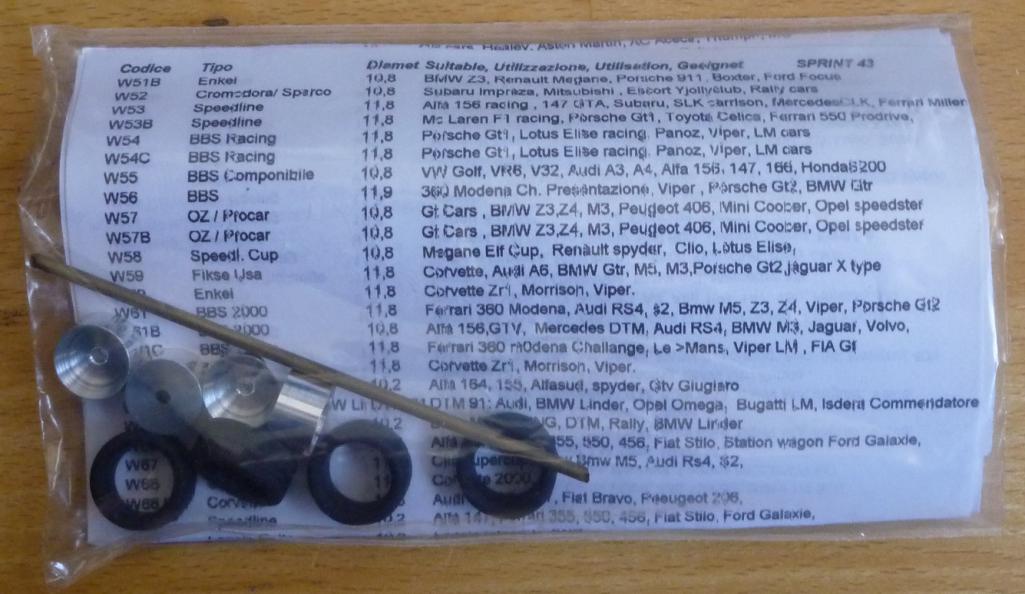 Healey, Aston Martin, AC
Codice Tipo Diamet Suitable, Utilizzazione, Utilisation, Geeignet SPRINT 43
W51B Enkei 10,8 BMW Z3, Renault Megane, Porsche 911, Boxter, Ford Focus
W52 Cromodora/ Sparco 10,8 Subaru Impreza, Mitsubishi , Escort Yjollyclub, Rally cars
W53 Speedline 11,8 Alfa 156 racing , 147 GTA, Subaru, SLK carrlson, MercedesCLK, Ferrari Miller
W53B Speedline 11,8 Mc Laren F1 racing, Porsche Gt1, Toyota Celica, Ferrari 550 Prodrive,
W54 BBS Racing 11,8 Porsche Gt1, Lotus Elise racing, Panoz, Viper, LM cars
W54C BBS Racing 11,8 Porsche Gt1, Lotus Elise racing, Panoz, Viper, LM cars
W55 BBS Componibile 10,8 VW Golf, VR6, V32, Audi A3, A4, Alfa 156, 147, 166, HondaS200
W56 BBS 11,9 360 Modena Ch. Presentazione, Viper , Porsche Gt2, BMW Gtr
W57 OZ / Procar 10,8 Gt Cars , BMW Z3,Z4, M3, Peugeot 406, Mini Cooper, Opel speedster
W57B OZ / Procar 10,8 Gt Cars , BMW Z3,Z4, M3, Peugeot 406, Mini Cooper, Opel speedster
W58 Speedl. Cup 10,8 Megane Elf Cup, Renault spyder, Clio, Lotus Elise,
W59 Fikse Usa 11,8 Corvette, Audi A6, BMW Gtr, M5, M3,Porsche Gt2,jaguar X type
Enkei 11,8 Corvette Zr1, Morrison, Viper.
W61 BBS 2000 11,8 Ferrari 360 Modena, Audi RS4, S2, Bmw M5, Z3, Z4, Viper, Porsche Gt2
61B 2000 10,8 Alfa 156,GTV, Mercedes DTM, Audi RS4, BMW M3, Jaguar, Volvo,
BBS 11,8 Ferrari 360 m0dena Challange, Le >Mans, Viper LM , FIA Gt
11,8 Corvette Zr1, Morrison, Viper.
10,2 Alfa 164, 155, Alfasud, spyder, Gtv Giugiaro
DTM 91: Audi, BMW Linder, Opel Omega, Bugatti LM, Isdera Commendatore
DTM, Rally, BMW Linder
Alfa 355, 550, 456, Fiat Stilo, Station wagon Ford Galaxie,
W67 Bmw M5, Audi Rs4, S2,
W68 2000
W68 Audi , Fiat Bravo, Peeugeot 206,
Speedline 10,2 Alfa 147, Ferrari 355, 550, 456, Fiat Stilo, Ford Galaxie,